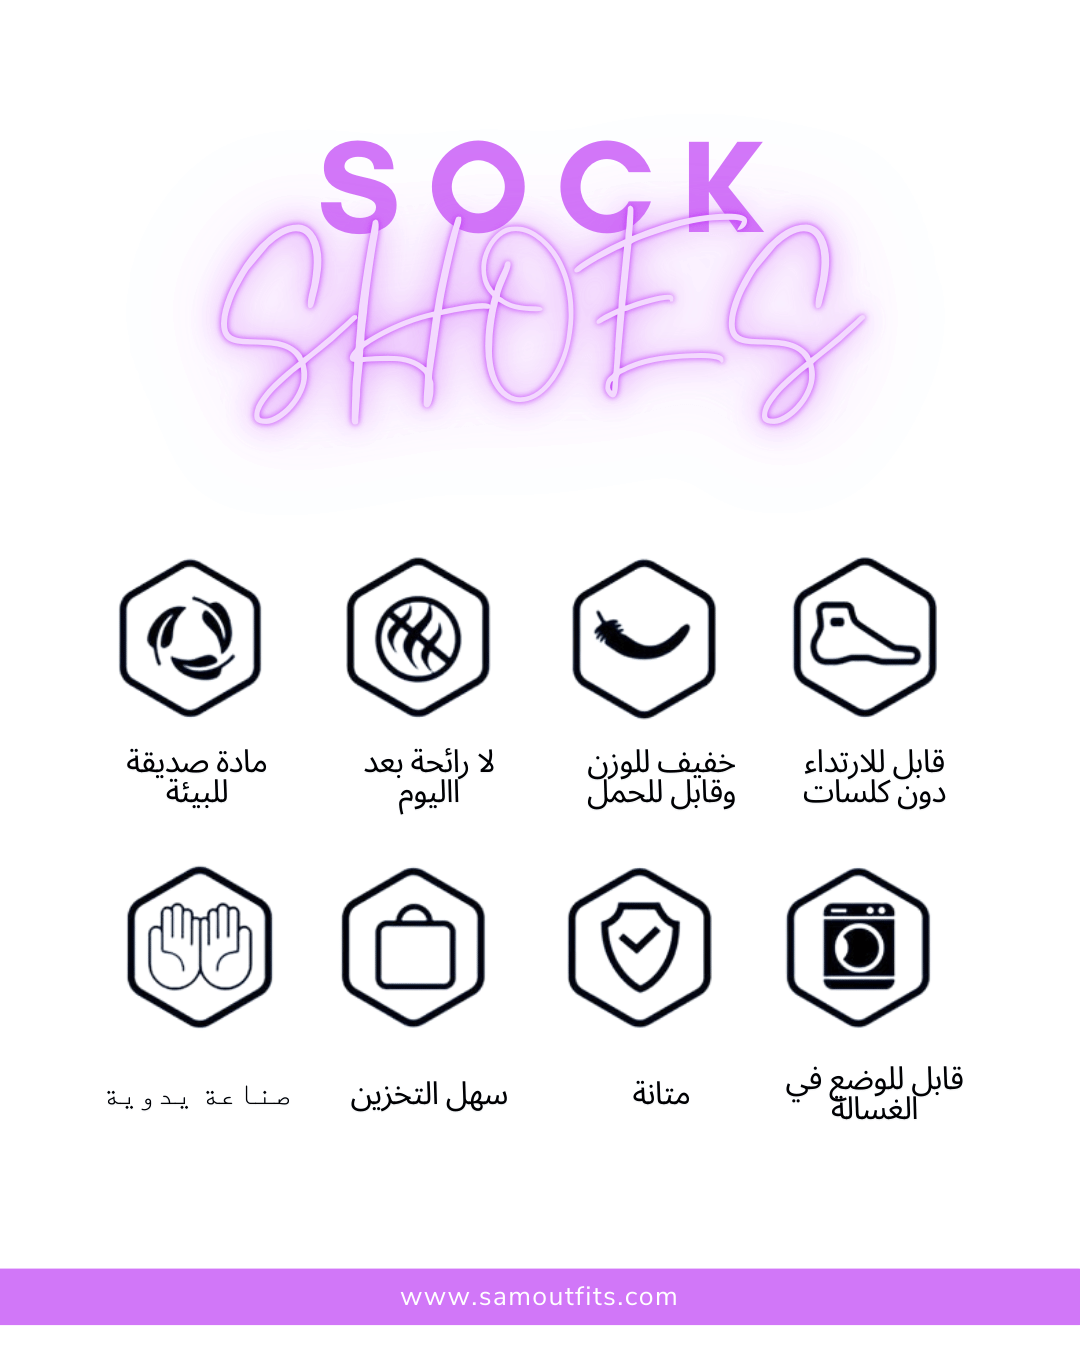 SOCK
SHOES
قابل للارتداء
دون كلسات
خفيف للوزن
وقابل للحمل
لا رائحة بعد
االيوم
مادة صديقة
للبيئة
قابل للوضع في
الغسالة
متانة
سهل التخزين
صناعة يدوية
www.samoutfits.com